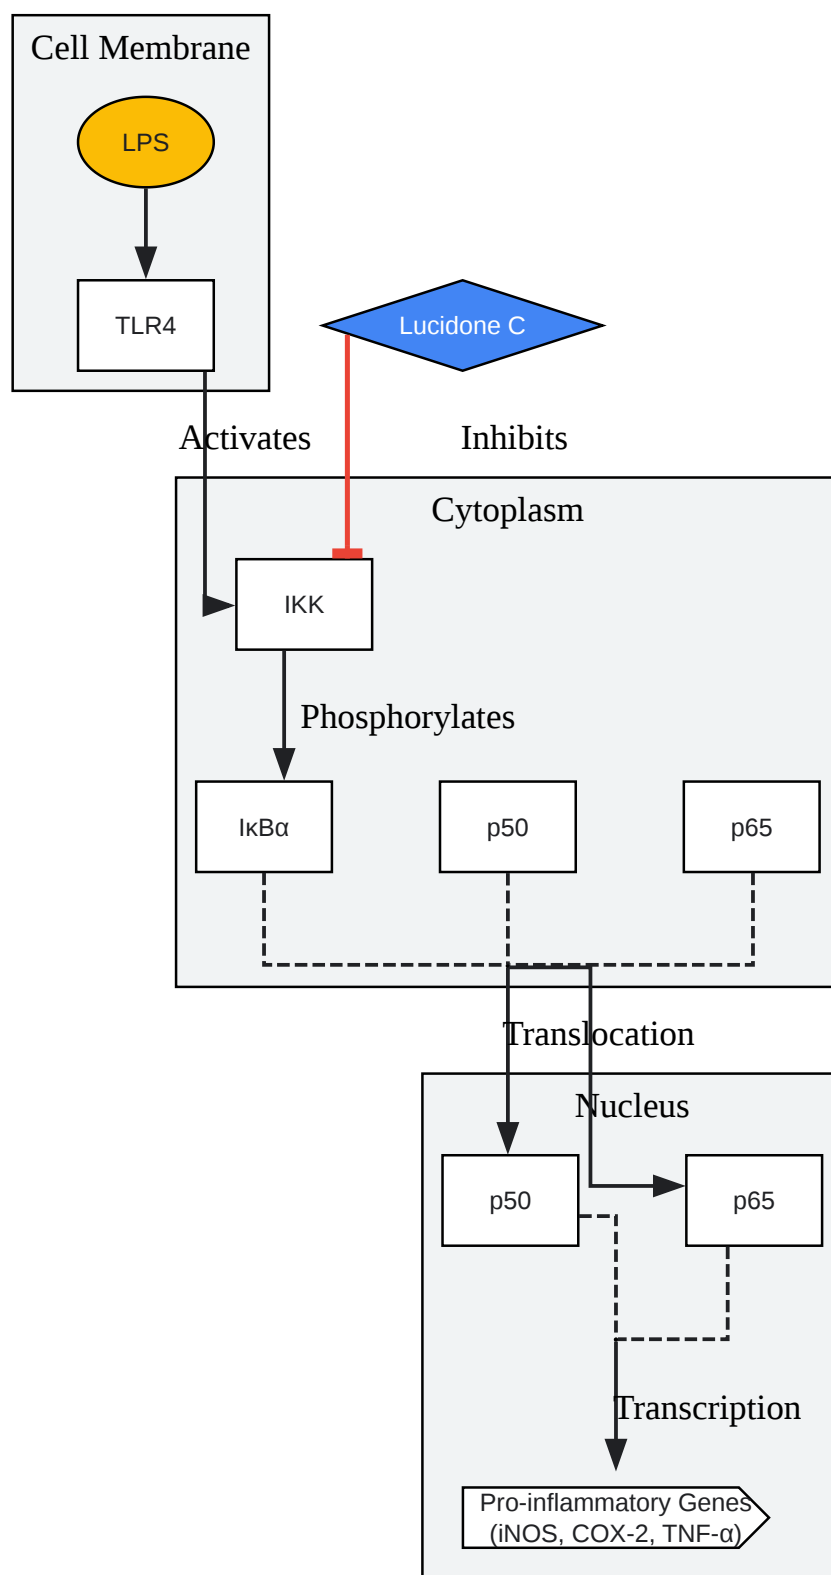 Cell Membrane
LPS
TLR4
Lucidone C
Activates
Inhibits
Cytoplasm
IKK
Phosphorylates
IκBα
p50
p65
Translocation
Nucleus
p50
p65
Transcription
Pro-inflammatory Genes
(iNOS, COX-2, TNF-α)